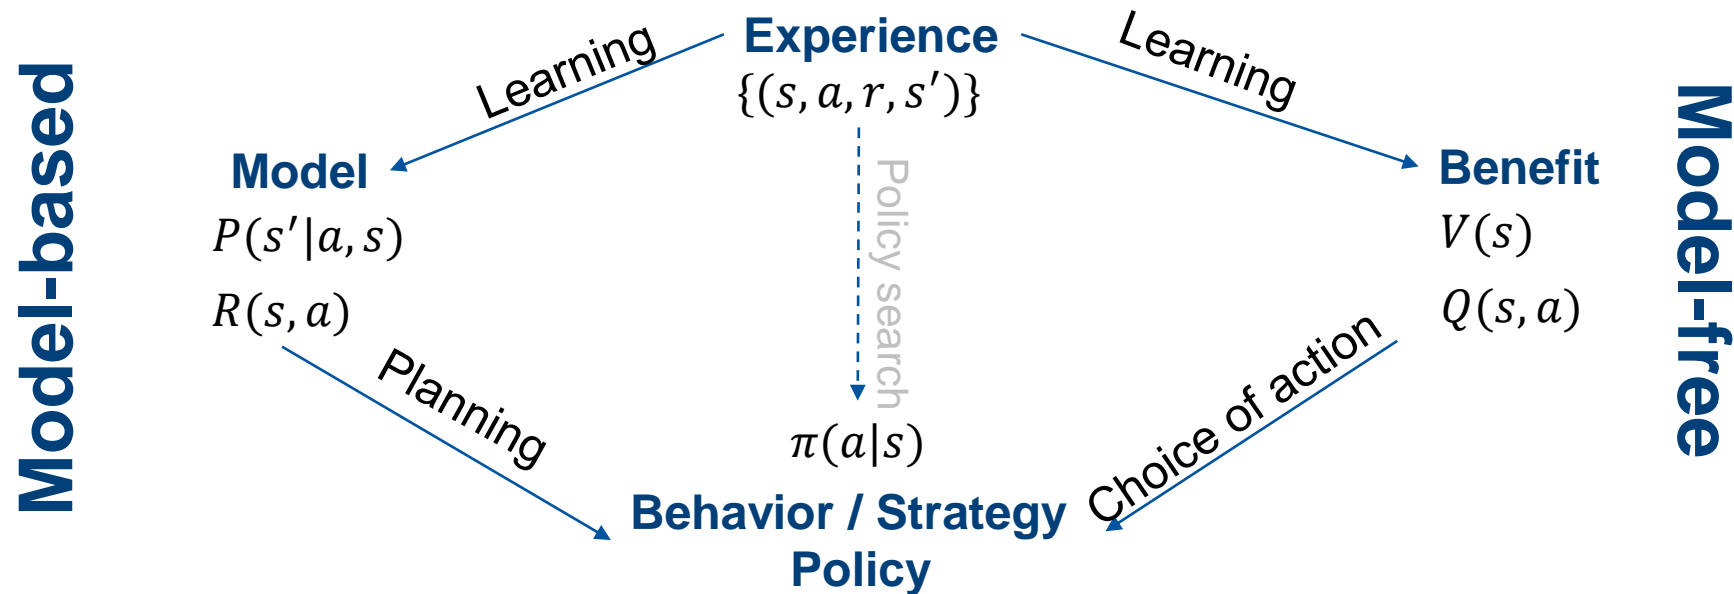 Model-based
Learning
Experience
{(s, a, r, s′)}
Learning
Model-free
Model
P(s′|a, s)
R(s, a)
Policy search
Benefit
V(s)
Q(s, a)
Planning
Choice of action
π(a|s)
Behavior / Strategy
Policy